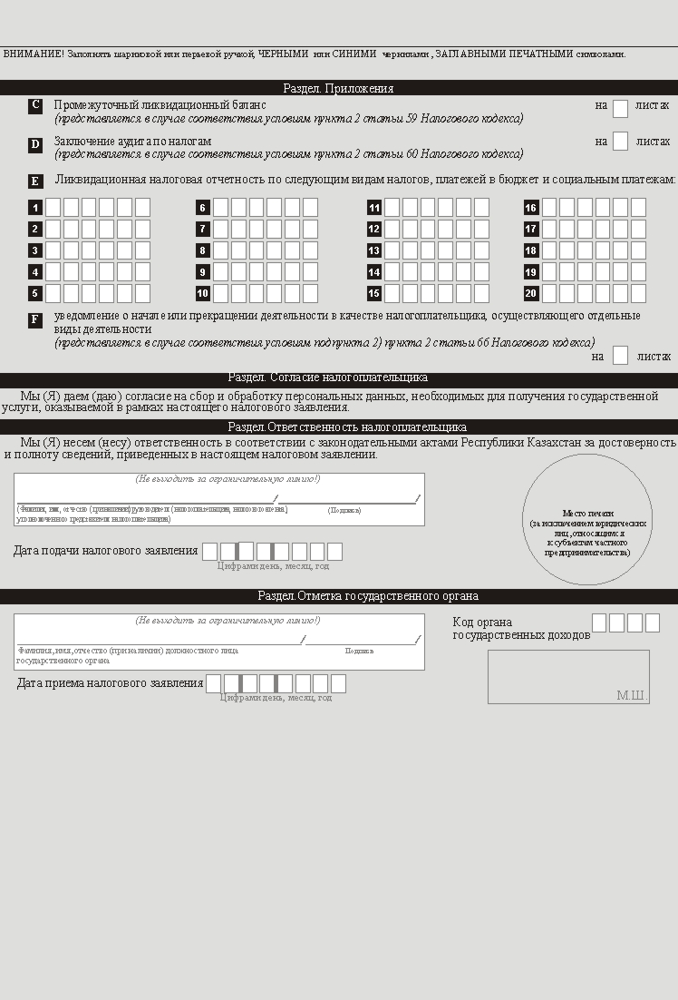 ВНИМАНИЕ! Заполнять шариковой или перьевой ручкой, ЧЕРНЫМИ или СИНИМИ чернилами, ЗАГЛАВНЫМИ ПЕЧАТНЫМИ символами.
Раздел. Приложения
C Промежуточный ликвидационный баланс на листах
(представляется в случае соответствия условиям пункта 2 статьи 59 Налогового кодекса)
D Заключение аудита по налогам на листах
(представляется в случае соответствия условиям пункта 2 статьи 60 Налогового кодекса)
E Ликвидационная налоговая отчетность по следующим видам налогов, платежей в бюджет и социальным платежам:
1 6 11 16
2 7 12 17
3 8 13 18
4 9 14 19
5 10 15 20
F уведомление о начале или прекращении деятельности в качестве налогоплательщика, осуществляющего отдельные
виды деятельности
(представляется в случае соответствия условиям подпункта 2) пункта 2 статьи 66 Налогового кодекса)
на листах
Раздел. Согласие налогоплательщика
Мы (Я) даем (даю) согласие на сбор и обработку персональных данных, необходимых для получения государственной
услуги, оказываемой в рамках настоящего налогового заявления.
Раздел. Ответственность налогоплательщика
Мы (Я) несем (несу) ответственность в соответствии с законодательными актами Республики Казахстан за достоверность
и полноту сведений, приведенных в настоящем налоговом заявлении.
(Не выходить за ограничительную линию!)
/ /
(Фамилия, имя, отчество (при наличии) руководителя (налогоплательщика, налогового агента) (Подпись)
уполномоченного представителя налогоплательщика)
Место печати
(за исключением юридических
лиц, относящимся
к субъектам частного
предпринимательства)
Дата подачи налогового заявления
Цифрами день, месяц, год
Раздел. Отметка государственного органа
(Не выходить за ограничительную линию!)
/ /
Фамилия, имя, отчество (при наличии) должностного лица Подпись
государственного органа
Код органа
государственных доходов
М.Ш.
Дата приема налогового заявления
Цифрами день, месяц, год